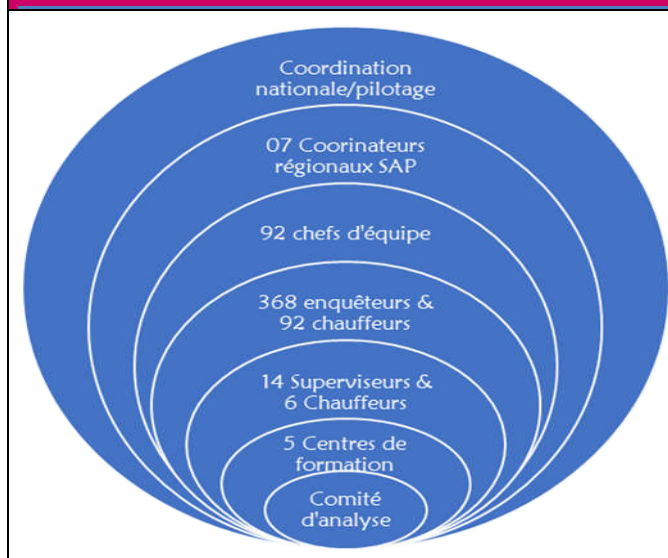 Coordination
nationale/pilotage
07 Coorinateurs
régionaux SAP
92 chefs d'équipe
368 enquêteurs &
92 chauffeurs
14 Superviseurs &
6 Chauffeurs
5 Centres de
formation
Comité
d'analyse